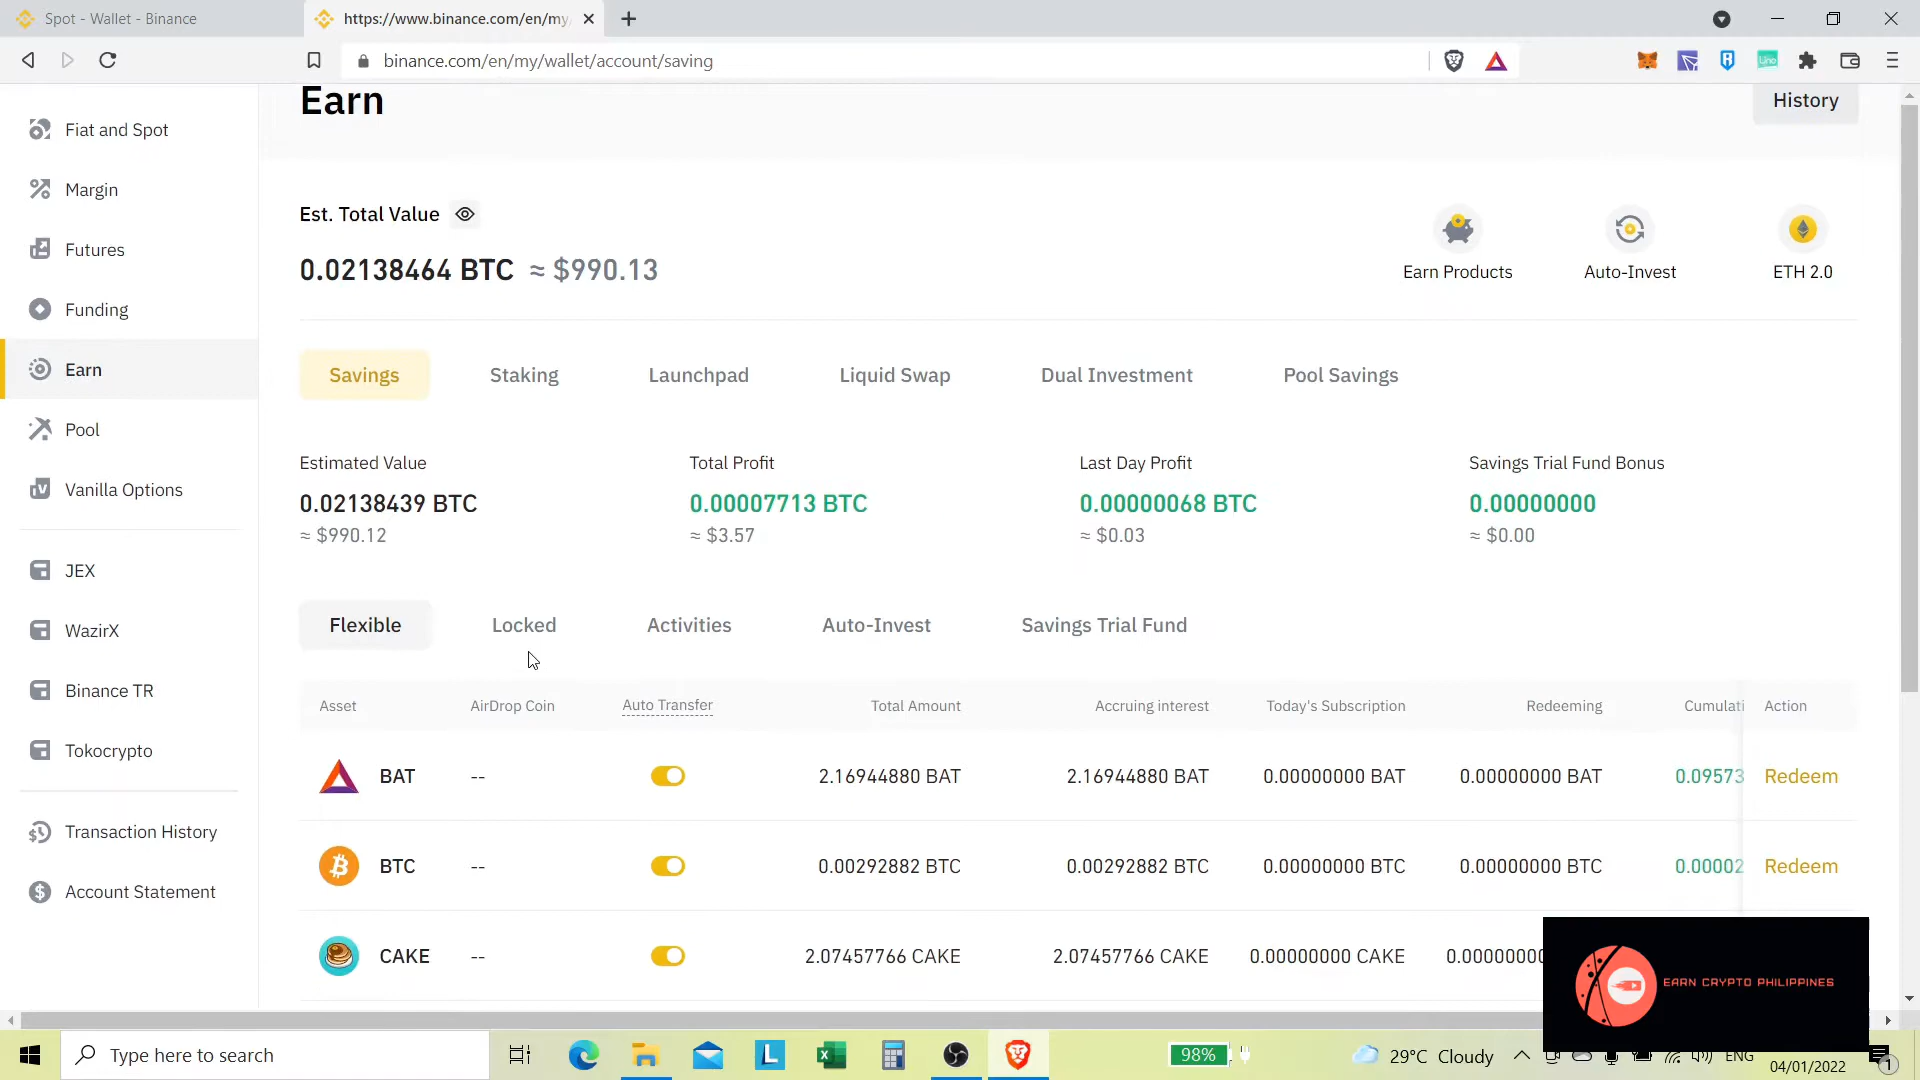 Spot - Wallet - Binance
https://www.binance.com/en/my
binance.com/en/my/wallet/account/saving
Earn
History
Fiat and Spot
Margin
Futures
Funding
Earn
Pool
Vanilla Options
JEX
WazirX
Binance TR
Tokocrypto
Transaction History
Account Statement
Est. Total Value
0.02138464 BTC ≈ $990.13
Earn Products
Auto-Invest
ETH 2.0
Savings Staking Launchpad Liquid Swap Dual Investment Pool Savings
Estimated Value Total Profit Last Day Profit Savings Trial Fund Bonus
0.02138439 BTC 0.00007713 BTC 0.00000068 BTC 0.00000000
≈ $990.12 ≈ $3.57 ≈ $0.03 ≈ $0.00
Flexible Locked Activities Auto-Invest Savings Trial Fund
Asset AirDrop Coin Auto Transfer Total Amount Accruing interest Today's Subscription Redeeming Cumulati Action
BAT -- 2.16944880 BAT 2.16944880 BAT 0.00000000 BAT 0.00000000 BAT 0.09573 Redeem
BTC -- 0.00292882 BTC 0.00292882 BTC 0.00000000 BTC 0.00000000 BTC 0.00002 Redeem
CAKE -- 2.07457766 CAKE 2.07457766 CAKE 0.00000000 CAKE 0.0000000
EARN CRYPTO PHILIPPINES
Type here to search
98%
29°C Cloudy
ENG
04/01/2022
1